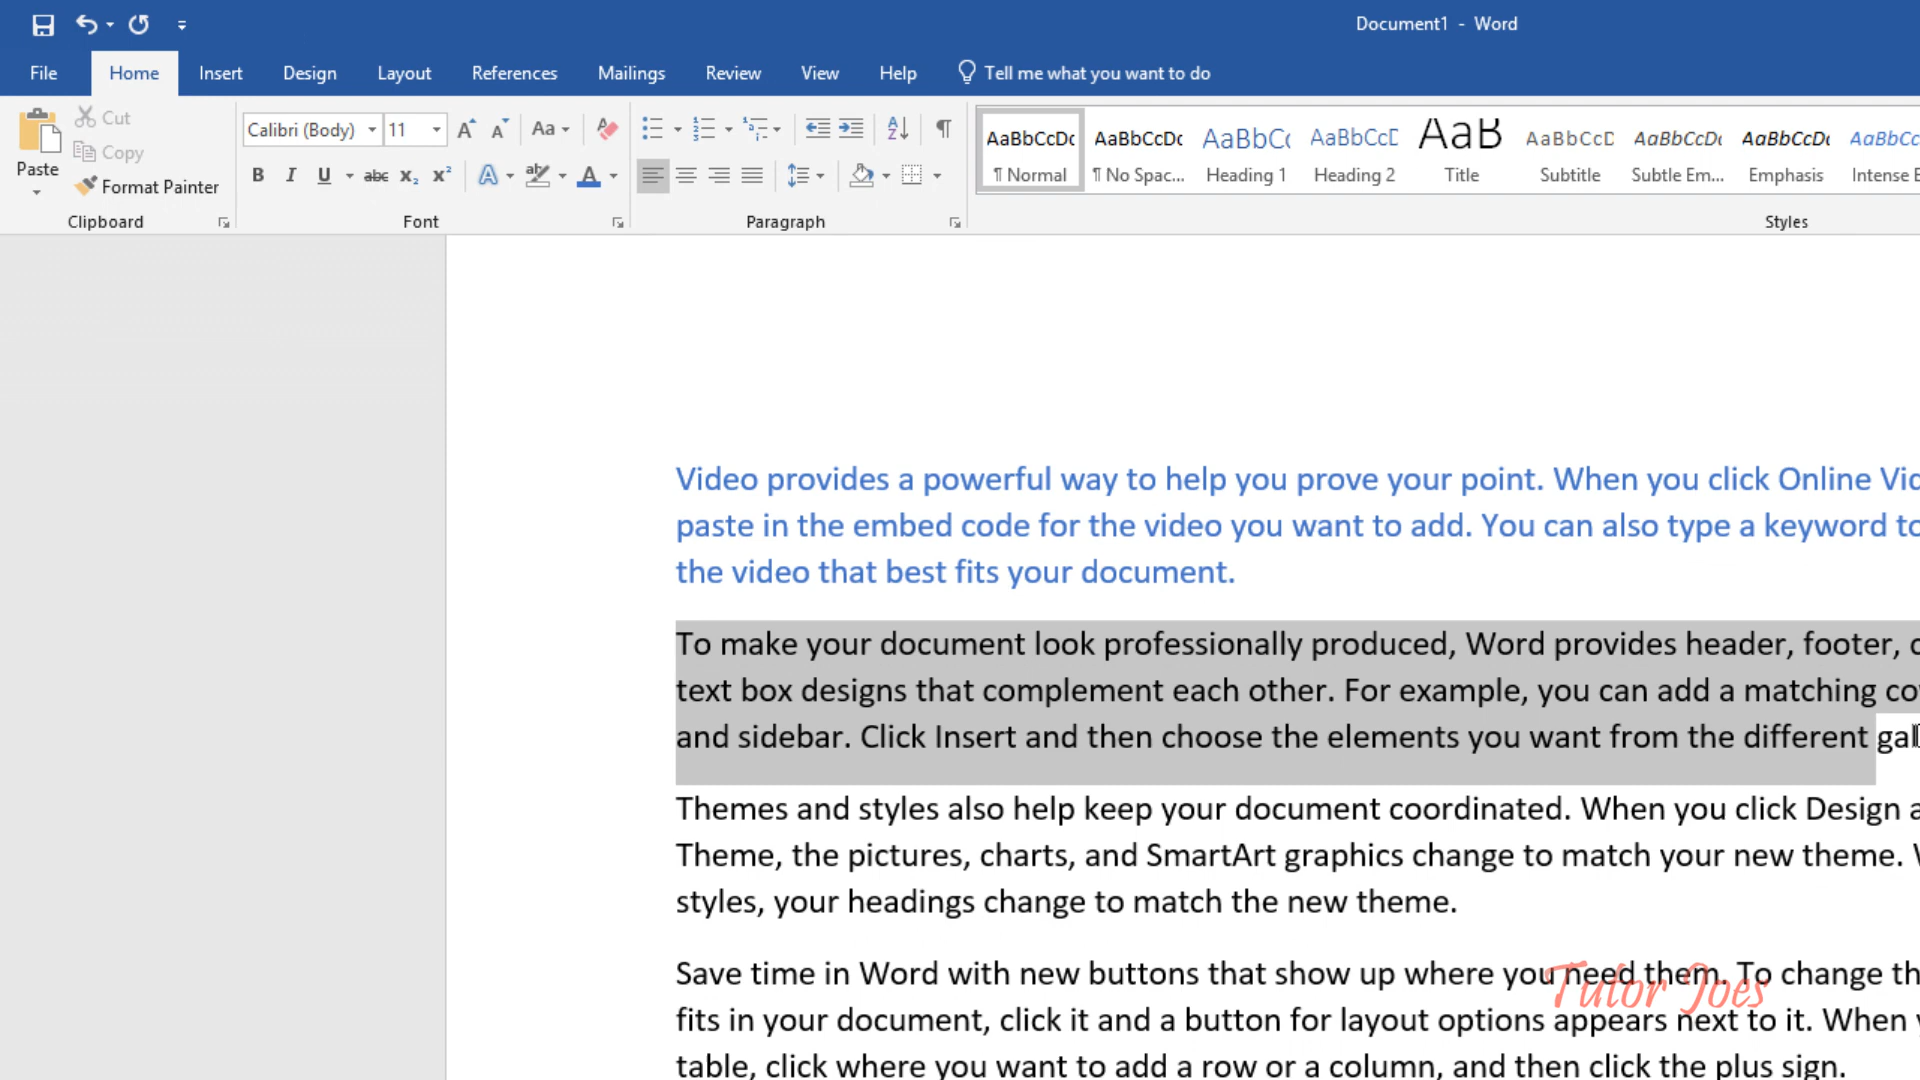 Document1 - Word
File Home Insert Design Layout References Mailings Review View Help Tell me what you want to do
Cut
Copy
Paste
Format Painter
Clipboard
Calibri (Body) 11
Font
Paragraph
AaBbCcDc AaBbCcDc AaBbCc AaBbCcD AaB AaBbCcD AaBbCcDc AaBbCcDc AaBbCc
¶ Normal ¶ No Spac... Heading 1 Heading 2 Title Subtitle Subtle Em... Emphasis Intense E
Styles
Video provides a powerful way to help you prove your point. When you click Online Vid
paste in the embed code for the video you want to add. You can also type a keyword to
the video that best fits your document.
To make your document look professionally produced, Word provides header, footer, c
text box designs that complement each other. For example, you can add a matching co
and sidebar. Click Insert and then choose the elements you want from the different gal
Themes and styles also help keep your document coordinated. When you click Design a
Theme, the pictures, charts, and SmartArt graphics change to match your new theme. W
styles, your headings change to match the new theme.
Save time in Word with new buttons that show up where you need them. To change th
fits in your document, click it and a button for layout options appears next to it. When y
table, click where you want to add a row or a column, and then click the plus sign.
Tutor Joes